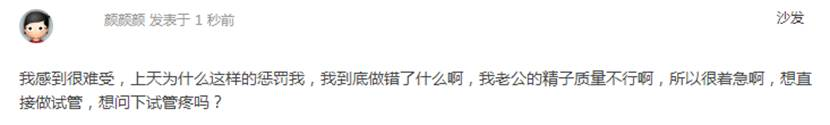 颜颜颜 发表于 1 秒前
沙发
我感到很难受，上天为什么这样的惩罚我，我到底做错了什么啊，我老公的精子质量不行啊，所以很着急啊，想直
接做试管，想问下试管疼吗？